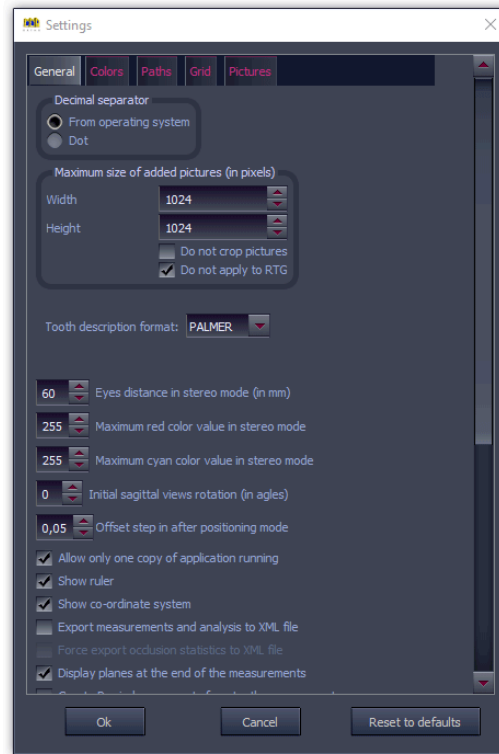 Settings
General Colors Paths Grid Pictures
Decimal separator
From operating system
Dot
Maximum size of added pictures (in pixels)
Width 1024
Height 1024
Do not crop pictures
Do not apply to RTG
Tooth description format: PALMER
60 Eyes distance in stereo mode (in mm)
255 Maximum red color value in stereo mode
255 Maximum cyan color value in stereo mode
0 Initial sagittal views rotation (in agles)
0,05 Offset step in after positioning mode
Allow only one copy of application running
Show ruler
Show co-ordinate system
Export measurements and analysis to XML file
Force export occlusion statistics to XML file
Display planes at the end of the measurements
Ok Cancel Reset to defaults